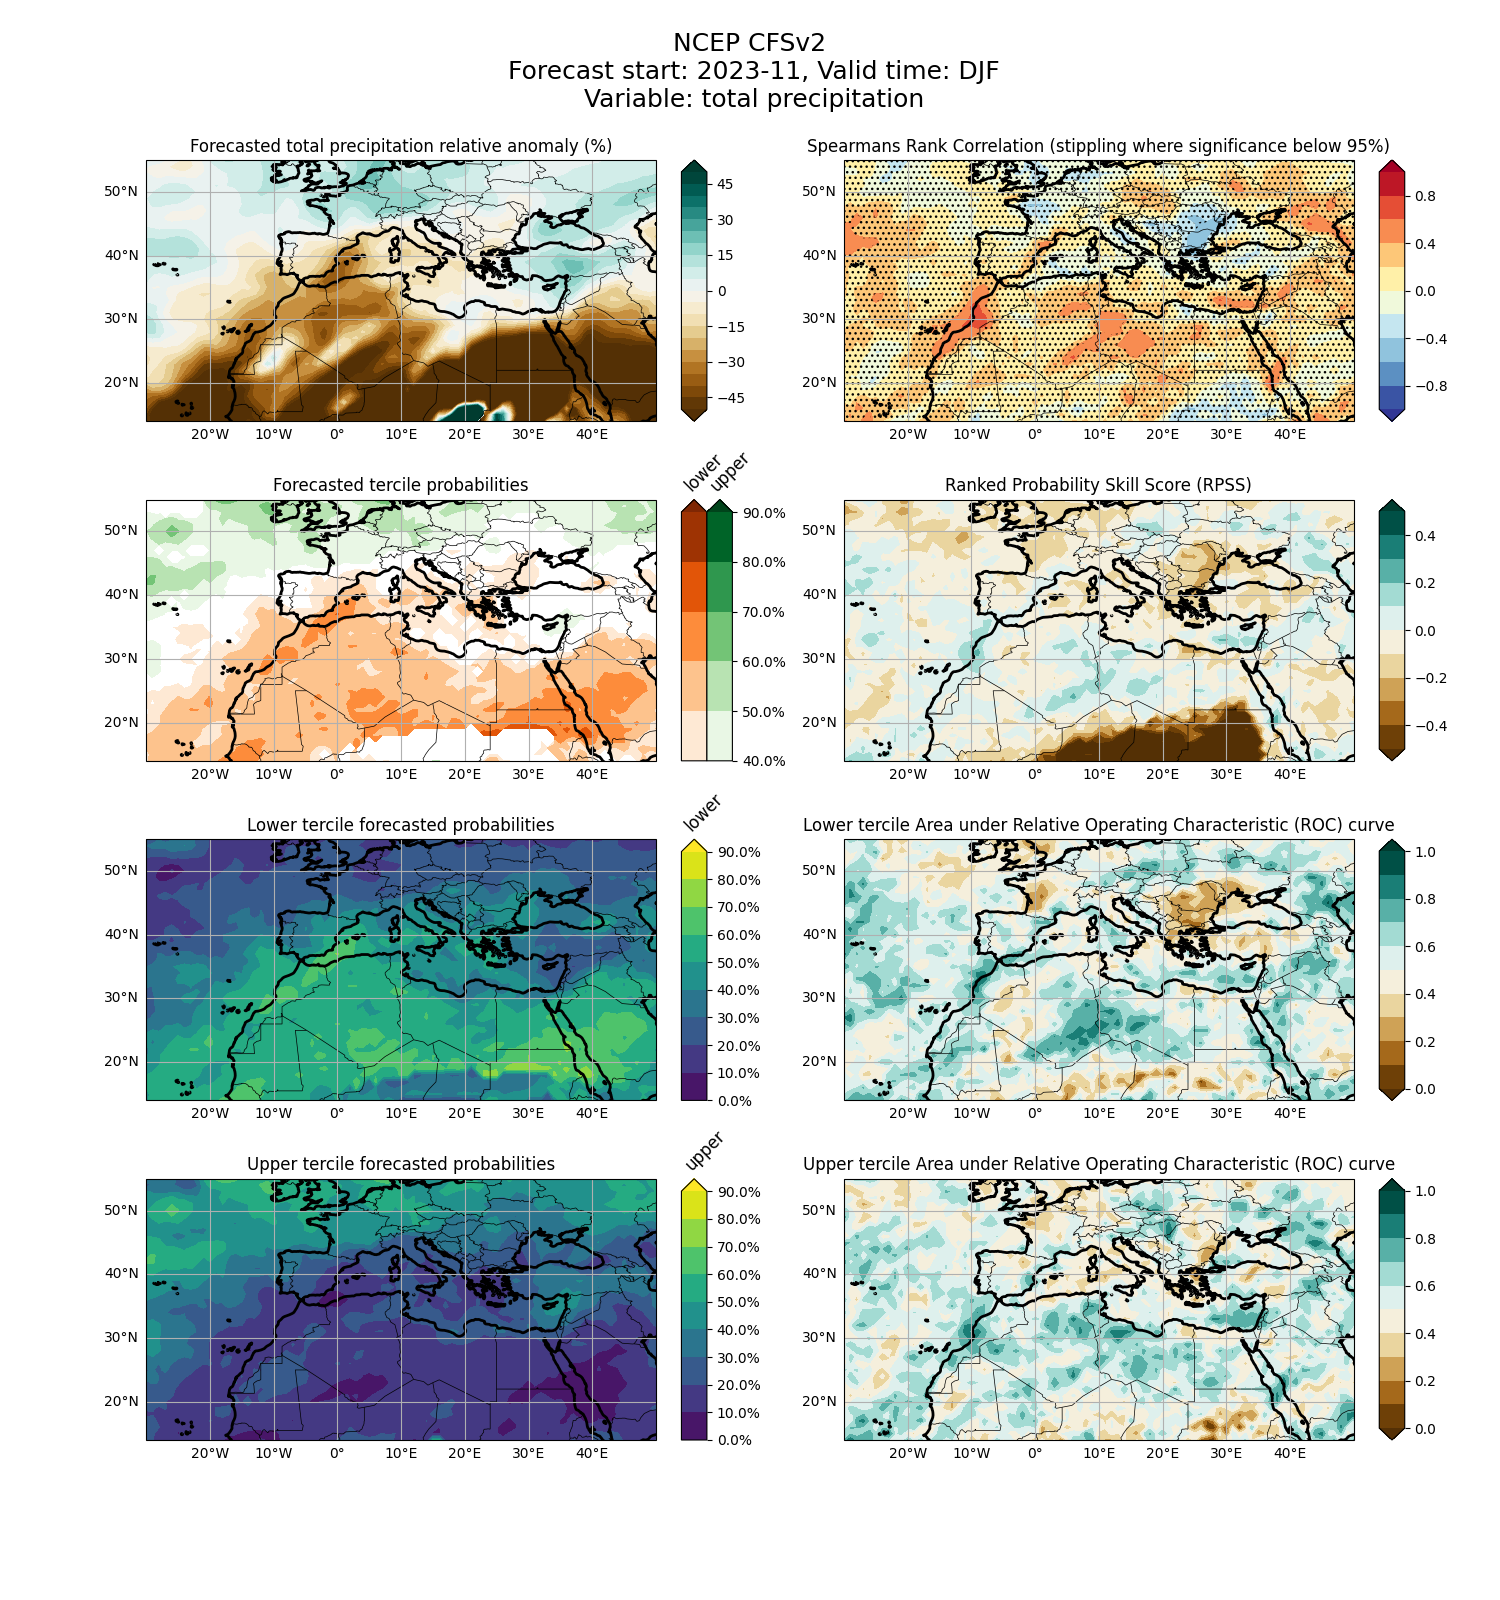 NCEP CFSv2
Forecast start: 2023-11, Valid time: DJF
Variable: total precipitation
Forecasted total precipitation relative anomaly (%)
50°N
40°N
30°N
20°N
20°W 10°W 0° 10°E 20°E 30°E 40°E
45
30
15
0
−15
−30
−45
Spearmans Rank Correlation (stippling where significance below 95%)
50°N
40°N
30°N
20°N
20°W 10°W 0° 10°E 20°E 30°E 40°E
0.8
0.4
0.0
−0.4
−0.8
Forecasted tercile probabilities
50°N
40°N
30°N
20°N
20°W 10°W 0° 10°E 20°E 30°E 40°E
lower
upper
90.0%
80.0%
70.0%
60.0%
50.0%
40.0%
Ranked Probability Skill Score (RPSS)
50°N
40°N
30°N
20°N
20°W 10°W 0° 10°E 20°E 30°E 40°E
0.4
0.2
0.0
−0.2
−0.4
Lower tercile forecasted probabilities
50°N
40°N
30°N
20°N
20°W 10°W 0° 10°E 20°E 30°E 40°E
lower
90.0%
80.0%
70.0%
60.0%
50.0%
40.0%
30.0%
20.0%
10.0%
0.0%
Lower tercile Area under Relative Operating Characteristic (ROC) curve
50°N
40°N
30°N
20°N
20°W 10°W 0° 10°E 20°E 30°E 40°E
1.0
0.8
0.6
0.4
0.2
0.0
Upper tercile forecasted probabilities
50°N
40°N
30°N
20°N
20°W 10°W 0° 10°E 20°E 30°E 40°E
upper
90.0%
80.0%
70.0%
60.0%
50.0%
40.0%
30.0%
20.0%
10.0%
0.0%
Upper tercile Area under Relative Operating Characteristic (ROC) curve
50°N
40°N
30°N
20°N
20°W 10°W 0° 10°E 20°E 30°E 40°E
1.0
0.8
0.6
0.4
0.2
0.0